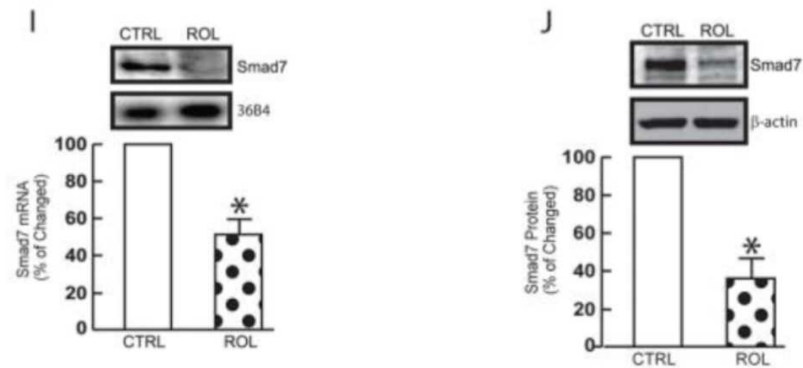 I
CTRL ROL
Smad7
36B4
Smad7 mRNA
(% of Changed)
100
80
60
40
20
0
*
CTRL ROL
J
CTRL ROL
Smad7
β-actin
Smad7 Protein
(% of Changed)
100
80
60
40
20
0
*
CTRL ROL